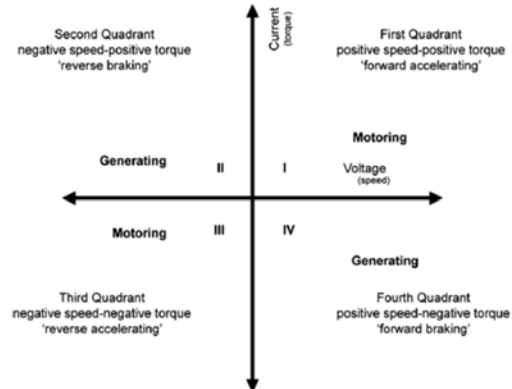 Second Quadrant
negative speed-positive torque
'reverse braking'
Current
(torque)
First Quadrant
positive speed-positive torque
'forward accelerating'
Generating
II
I
Motoring
Voltage
(speed)
Motoring
III
IV
Generating
Third Quadrant
negative speed-negative torque
'reverse accelerating'
Fourth Quadrant
positive speed-negative torque
'forward braking'